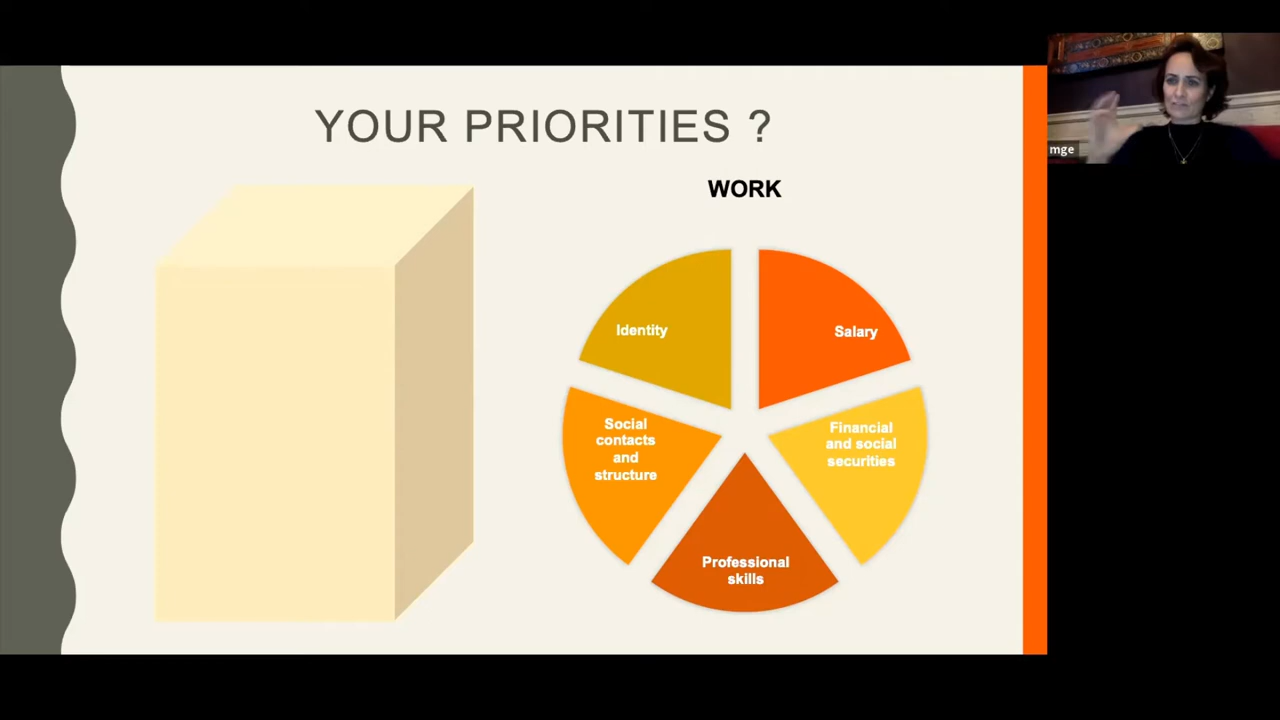 YOUR PRIORITIES ?
mge
WORK
Identity
Salary
Social
contacts
and
structure
Financial
and social
securities
Professional
skills